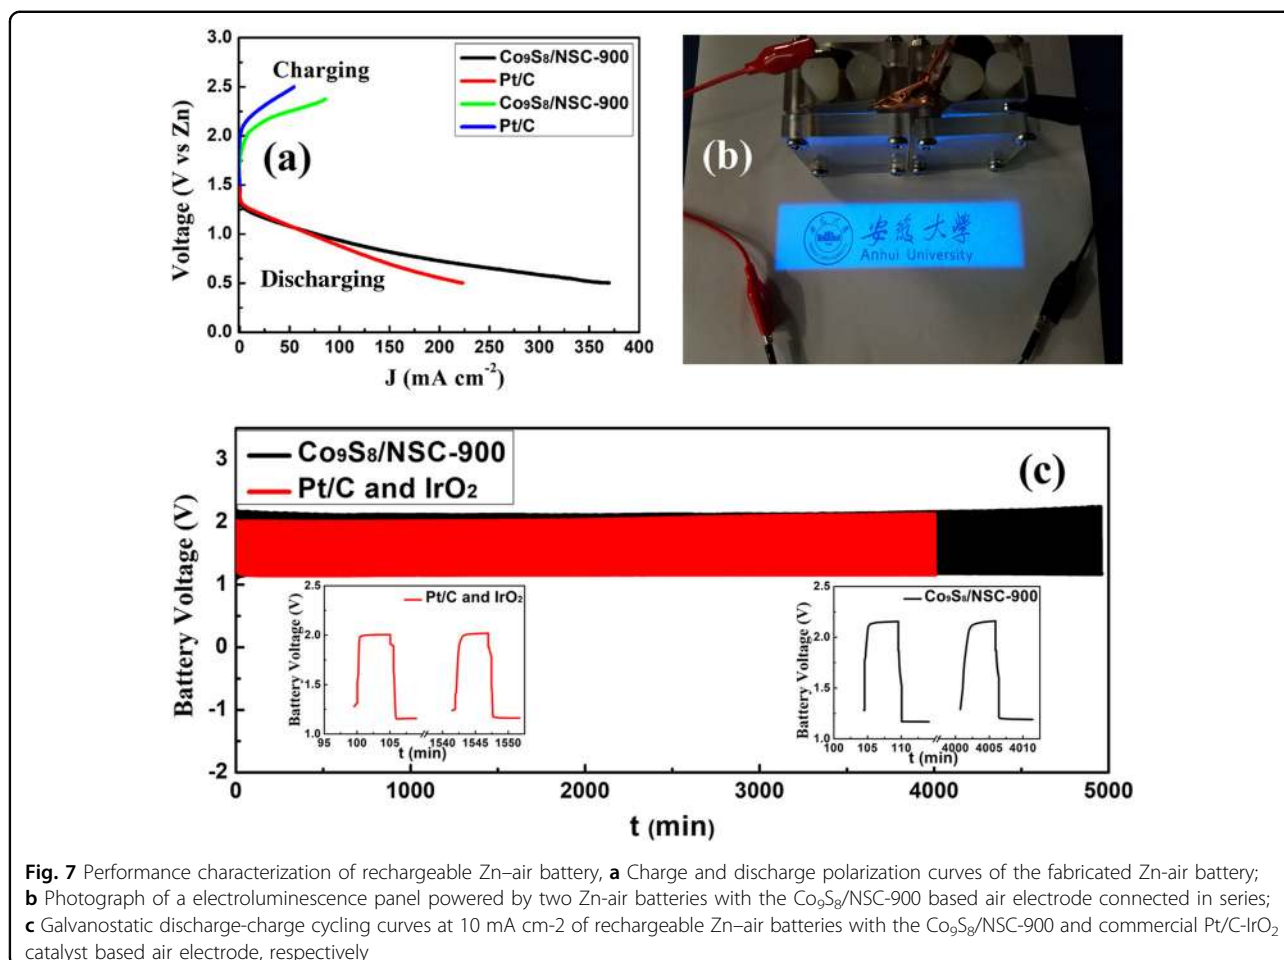 3.0
2.5
2.0
1.5
1.0
0.5
0.0
Voltage (V vs Zn)
Charging
Co₉S₈/NSC-900
Pt/C
Co₉S₈/NSC-900
Pt/C
(a)
Discharging
0 50 100 150 200 250 300 350 400
J (mA cm⁻²)
(b)
安徽大學
Anhui University
3
2
1
0
-1
-2
Battery Voltage (V)
Co₉S₈/NSC-900
Pt/C and IrO₂
(c)
2.5
2.0
1.5
1.0
Battery Voltage (V)
Pt/C and IrO₂
95 100 105 1540 1545 1550
t (min)
2.5
2.0
1.5
1.0
Battery Voltage (V)
Co₉S₈/NSC-900
100 105 110 4000 4005 4010
t (min)
0 1000 2000 3000 4000 5000
t (min)
Fig. 7 Performance characterization of rechargeable Zn–air battery, a Charge and discharge polarization curves of the fabricated Zn-air battery;
b Photograph of a electroluminescence panel powered by two Zn-air batteries with the Co₉S₈/NSC-900 based air electrode connected in series;
c Galvanostatic discharge-charge cycling curves at 10 mA cm-2 of rechargeable Zn–air batteries with the Co₉S₈/NSC-900 and commercial Pt/C-IrO₂
catalyst based air electrode, respectively